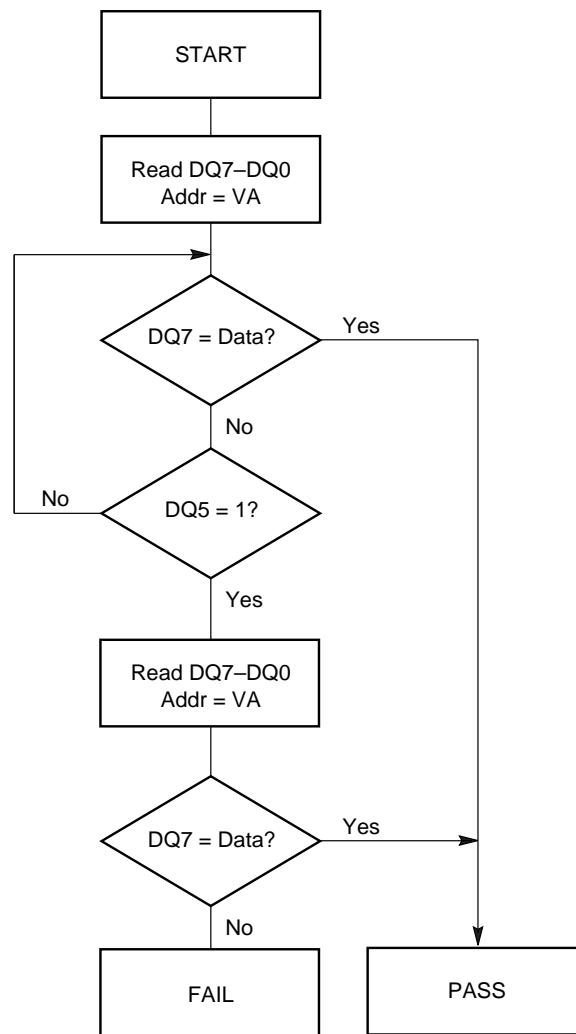 START
Read DQ7–DQ0
Addr = VA
DQ7 = Data?
Yes
No
No
DQ5 = 1?
Yes
Read DQ7–DQ0
Addr = VA
DQ7 = Data?
Yes
No
FAIL
PASS